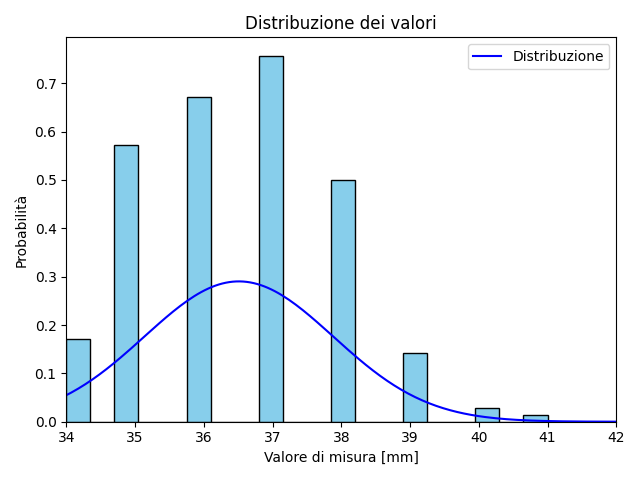 Distribuzione dei valori
Distribuzione
Probabilità
0.7
0.6
0.5
0.4
0.3
0.2
0.1
0.0
34 35 36 37 38 39 40 41 42
Valore di misura [mm]